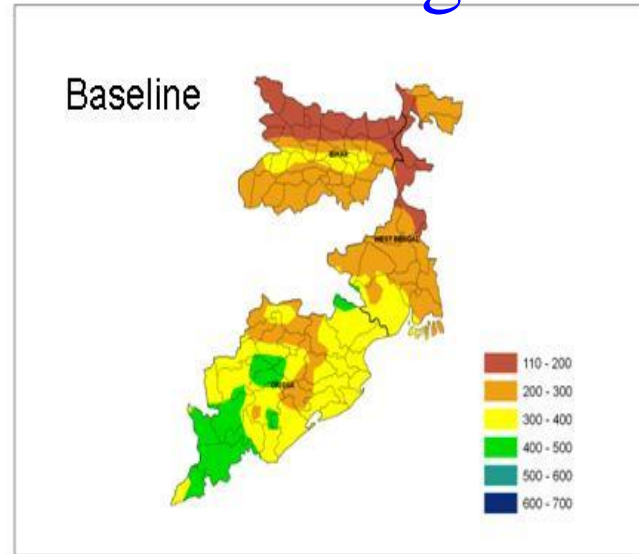 g
Baseline
BIHAR
WEST BENGAL
ORISSA
110 - 200
200 - 300
300 - 400
400 - 500
500 - 600
600 - 700